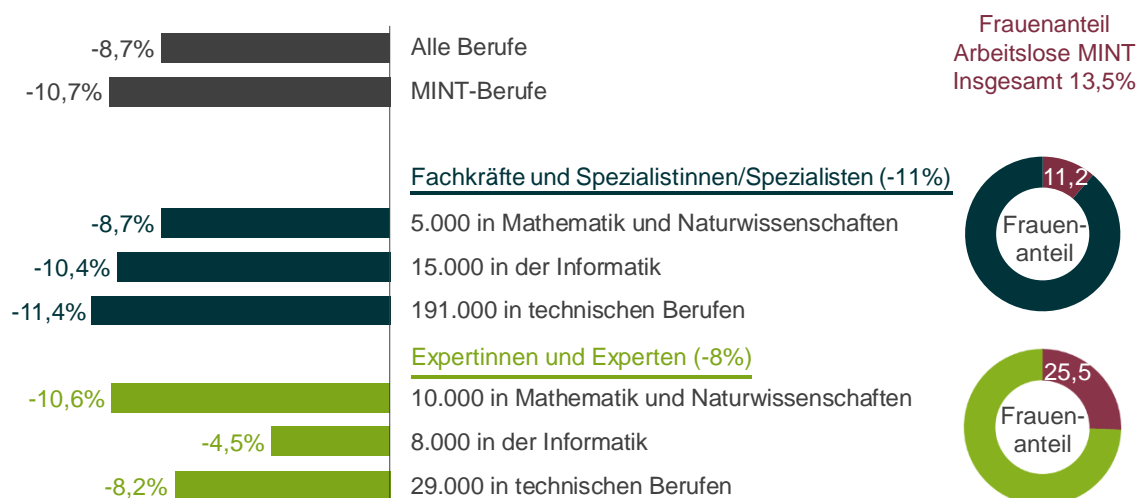 Frauenanteil
Arbeitslose MINT
Insgesamt 13,5%
-8,7% Alle Berufe
-10,7% MINT-Berufe
Fachkräfte und Spezialistinnen/Spezialisten (-11%)
-8,7% 5.000 in Mathematik und Naturwissenschaften
-10,4% 15.000 in der Informatik
-11,4% 191.000 in technischen Berufen
11,2
Frauen-
anteil
Expertinnen und Experten (-8%)
-10,6% 10.000 in Mathematik und Naturwissenschaften
-4,5% 8.000 in der Informatik
-8,2% 29.000 in technischen Berufen
25,5
Frauen-
anteil